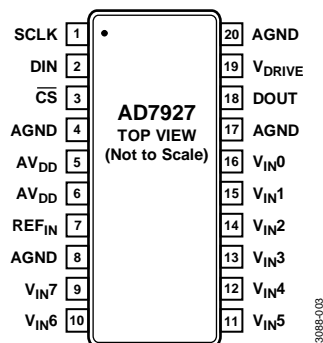 SCLK 1 20 AGND
DIN 2 19 VDRIVE
CS 3 18 DOUT
AD7927
TOP VIEW
(Not to Scale)
AGND 4 17 AGND
AVDD 5 16 VIN0
AVDD 6 15 VIN1
REFIN 7 14 VIN2
AGND 8 13 VIN3
VIN7 9 12 VIN4
VIN6 10 11 VIN5
3088-003